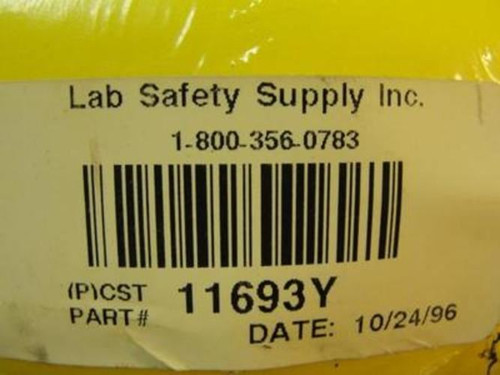 Lab Safety Supply Inc.
1-800-356-0783
(P)CST 11693Y
PART#
DATE: 10/24/96